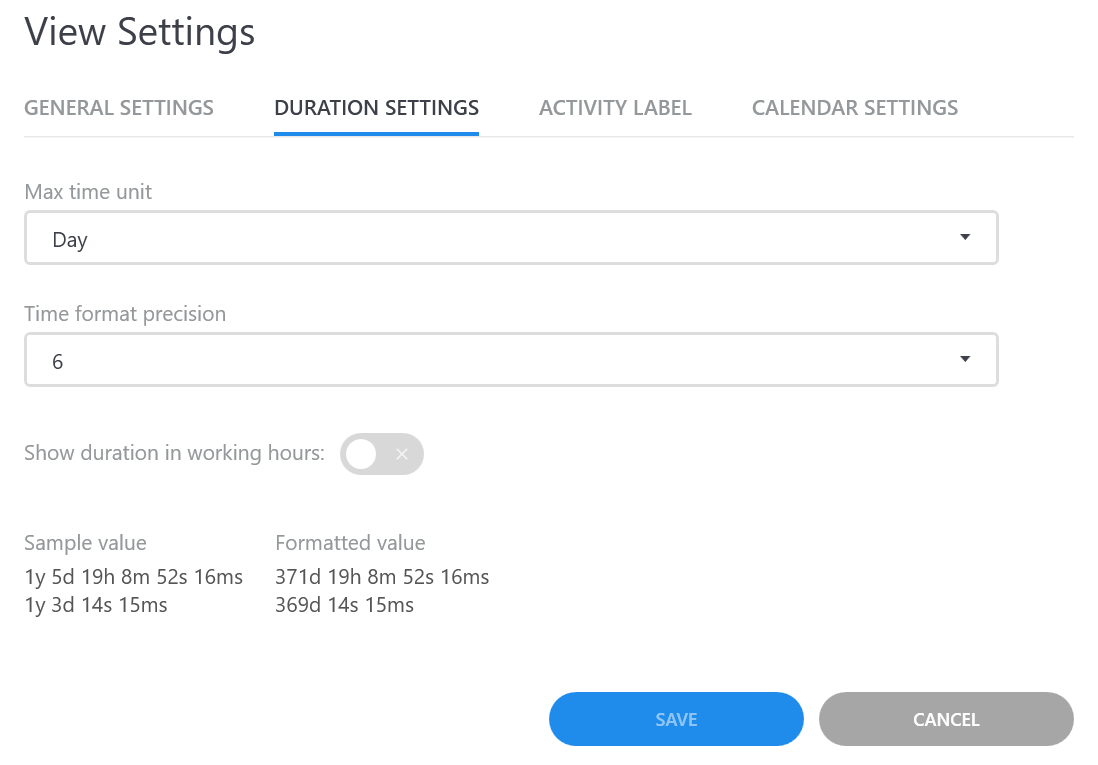 View Settings
GENERAL SETTINGS DURATION SETTINGS ACTIVITY LABEL CALENDAR SETTINGS
Max time unit
Day
Time format precision
6
Show duration in working hours:
Sample value Formatted value
1y 5d 19h 8m 52s 16ms 371d 19h 8m 52s 16ms
1y 3d 14s 15ms 369d 14s 15ms
SAVE CANCEL